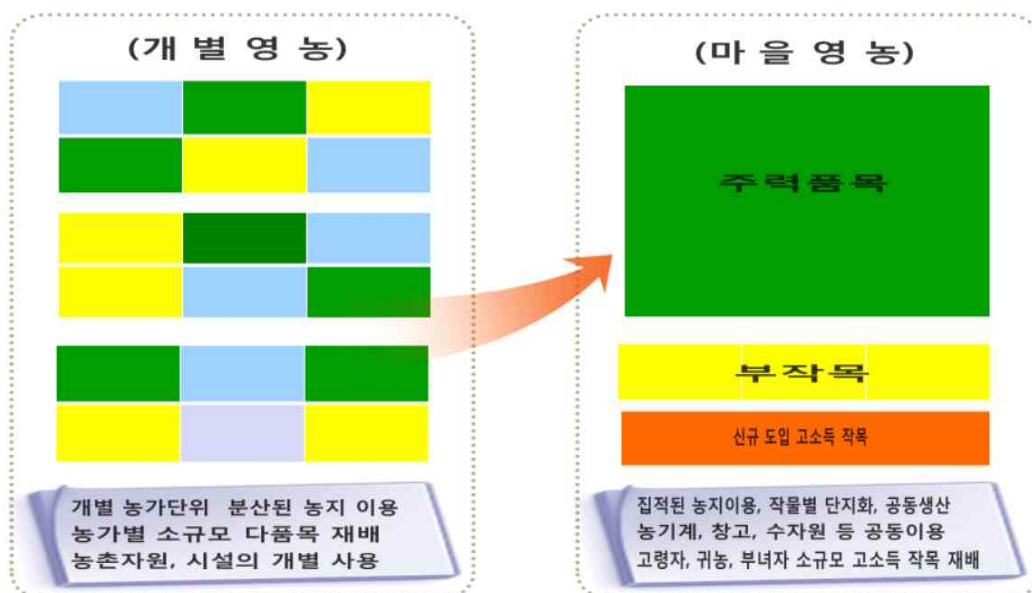 (개 별 영 농)
개별 농가단위 분산된 농지 이용
농가별 소규모 다품목 재배
농촌자원, 시설의 개별 사용
(마 을 영 농)
주력품목
부작목
신규 도입 고소득 작목
집적된 농지이용, 작물별 단지화, 공동생산
농기계, 창고, 수자원 등 공동이용
고령자, 귀농, 부녀자 소규모 고소득 작목 재배